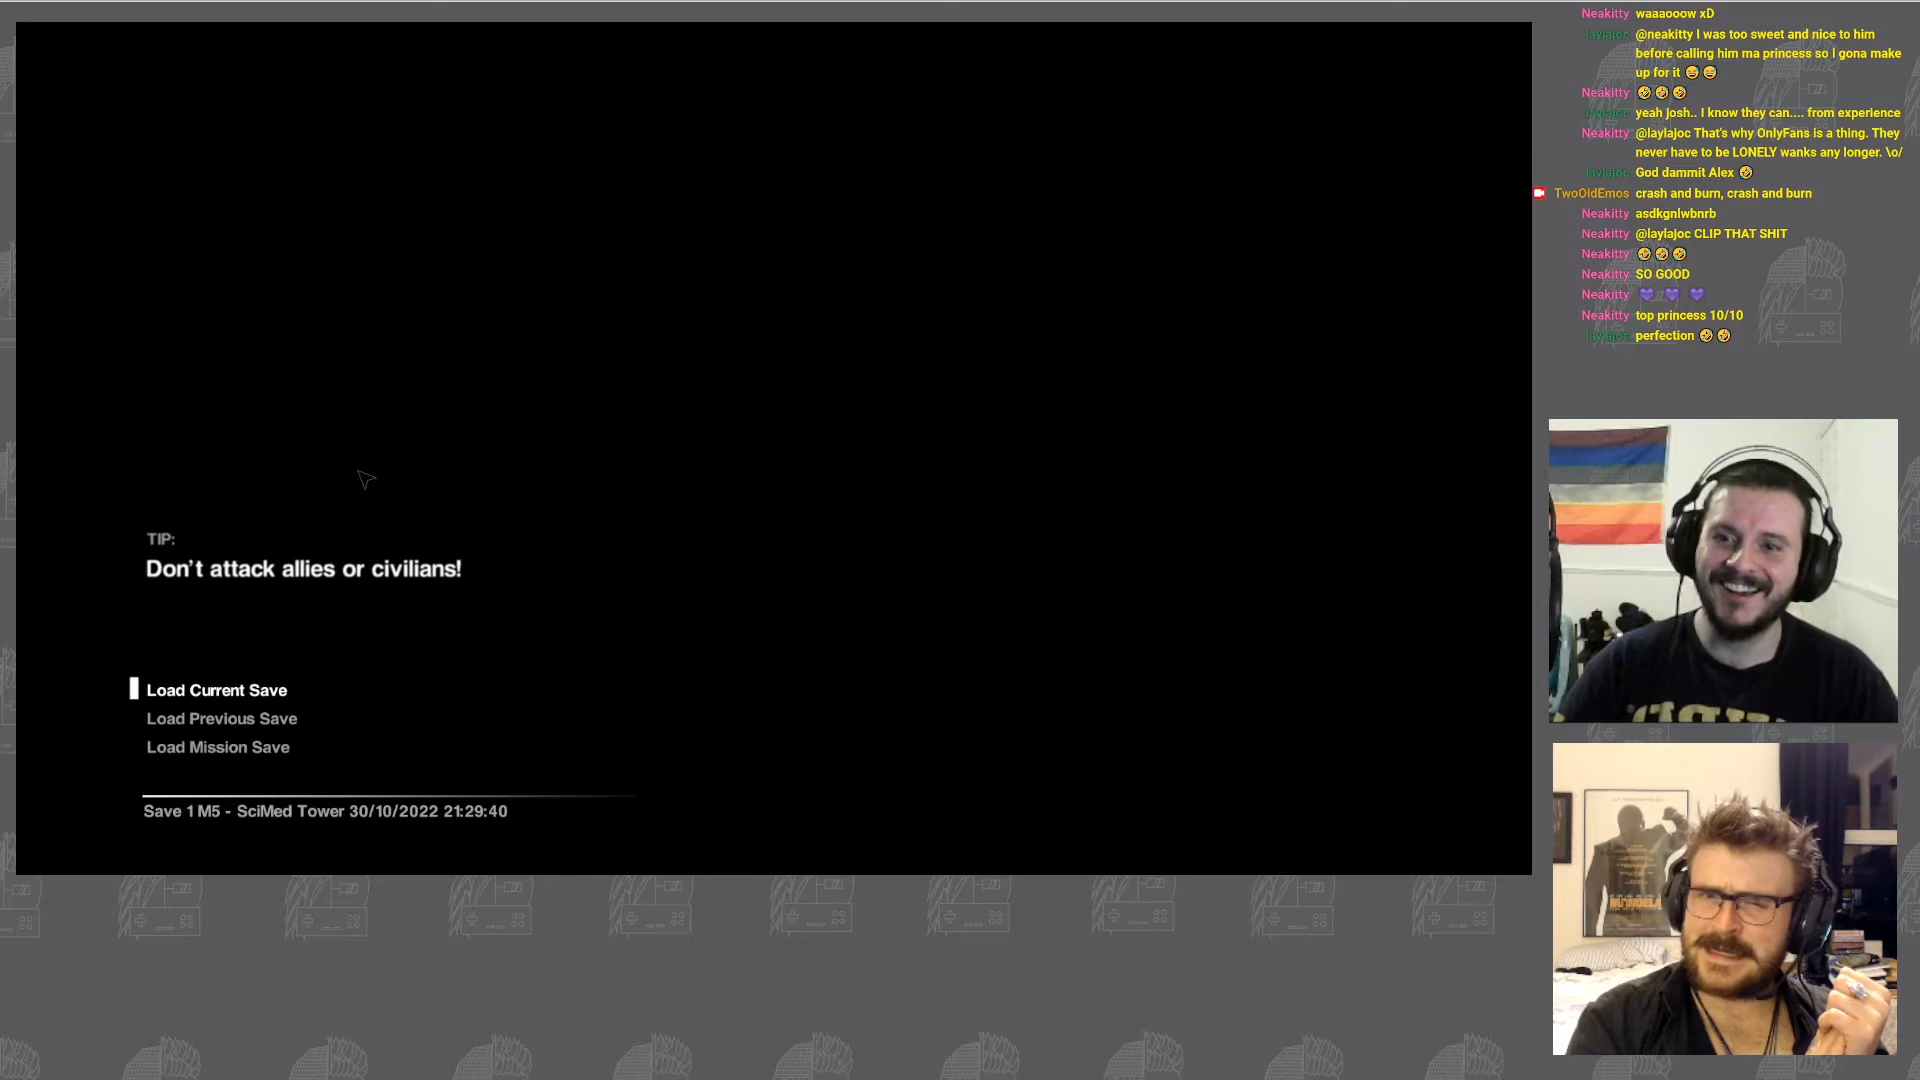 Neakitty waaaooow xD
laylajoc @neakitty I was too sweet and nice to him
before calling him ma princess so I gona make
up for it 😅 😅
Neakitty 🤣 🤣 🤣
laylajoc yeah josh.. I know they can.... from experience
Neakitty @laylajoc That's why OnlyFans is a thing. They
never have to be LONELY wanks any longer. \o/
laylajoc God dammit Alex 🤣
TwoOldEmos crash and burn, crash and burn
Neakitty asdkgnlwbnrb
Neakitty @laylajoc CLIP THAT SHIT
Neakitty 🤣 🤣 🤣
Neakitty SO GOOD
Neakitty 💜 💜 💜
Neakitty top princess 10/10
laylajoc perfection 🤣 🤣
TIP:
Don't attack allies or civilians!
Load Current Save
Load Previous Save
Load Mission Save
Save 1 M5 - SciMed Tower 30/10/2022 21:29:40